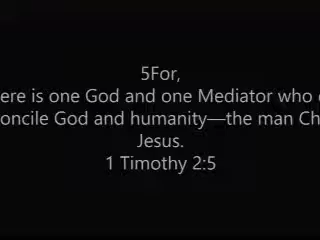 5For,
ere is one God and one Mediator who
oncile God and humanity—the man Ch
Jesus.
1 Timothy 2:5